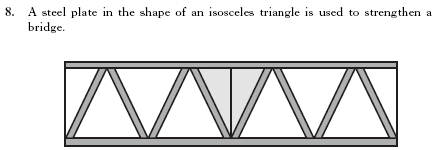 8. A steel plate in the shape of an isosceles triangle is used to strengthen a
bridge.